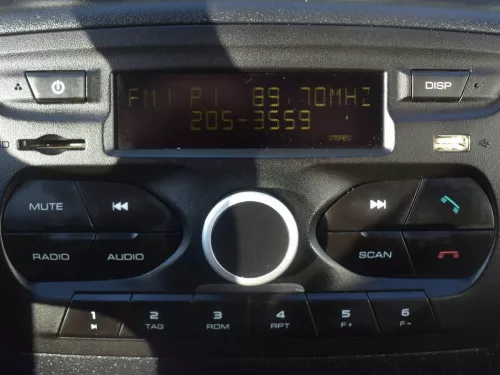 FM1 P1 89.70MHZ
205-3559
STEREO
DISP
MUTE
RADIO AUDIO
SCAN
1 2 3 4 5 6
TAG RDM RPT F+ F-